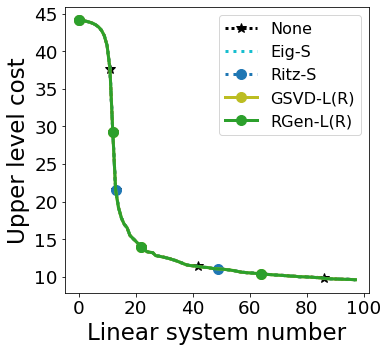 45
40
35
30
25
20
15
10
Upper level cost
None
Eig-S
Ritz-S
GSVD-L(R)
RGen-L(R)
0 20 40 60 80 100
Linear system number